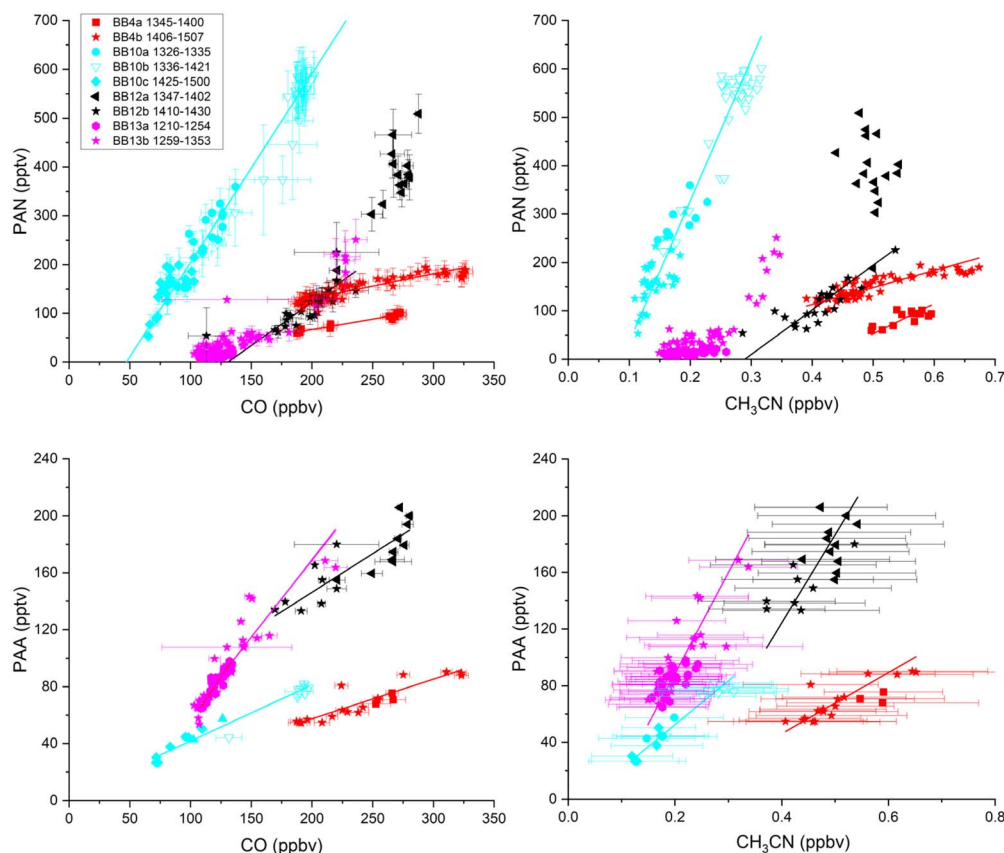 BB4a 1345-1400
BB4b 1406-1507
BB10a 1326-1335
BB10b 1336-1421
BB10c 1425-1500
BB12a 1347-1402
BB12b 1410-1430
BB13a 1210-1254
BB13b 1259-1353
700
600
500
400
300
200
100
0
PAN (pptv)
0 50 100 150 200 250 300 350
CO (ppbv)
700
600
500
400
300
200
100
0
PAN (pptv)
0.0 0.1 0.2 0.3 0.4 0.5 0.6 0.7
CH₃CN (ppbv)
240
200
160
120
80
40
0
PAA (pptv)
0 50 100 150 200 250 300 350
CO (ppbv)
240
200
160
120
80
40
0
PAA (pptv)
0.0 0.2 0.4 0.6 0.8
CH₃CN (ppbv)